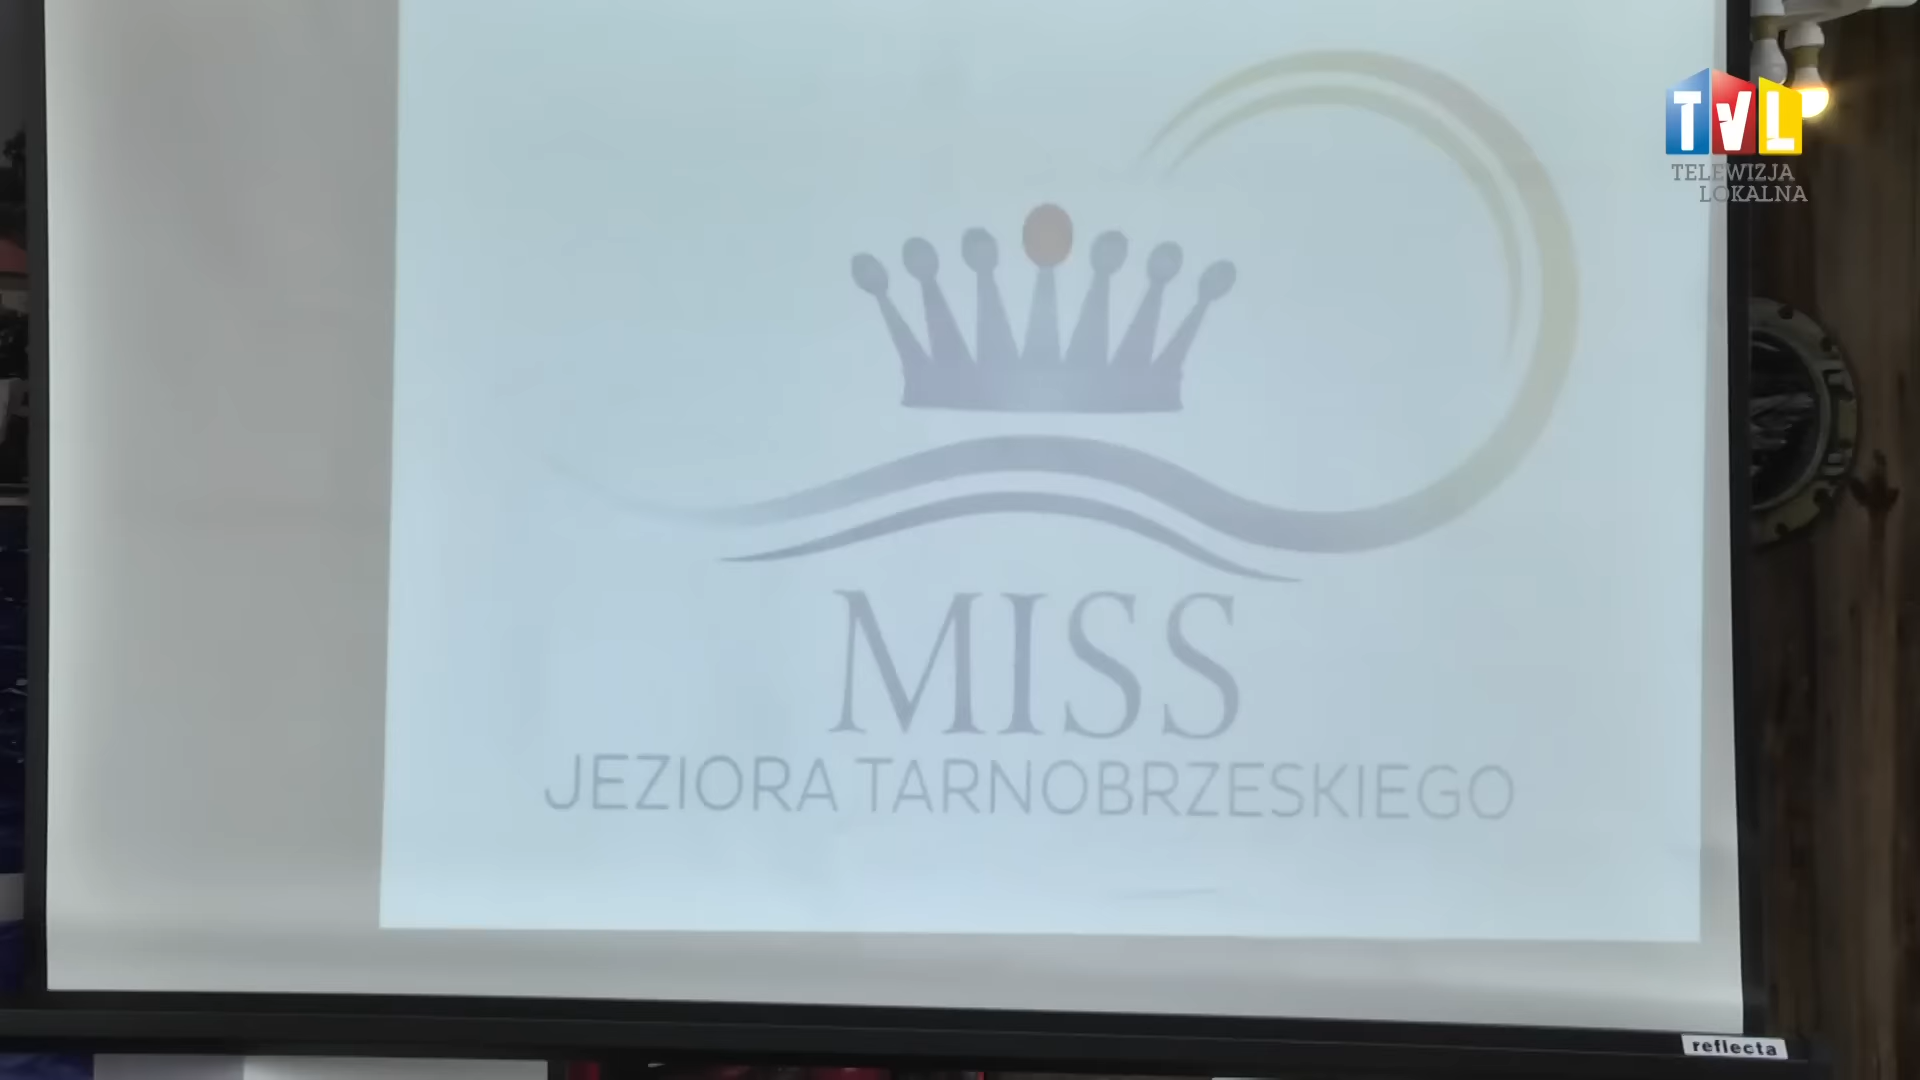 TVL
TELEWIZJA
LOKALNA
MISS
JEZIORA TARNOBRZESKIEGO
reflecta